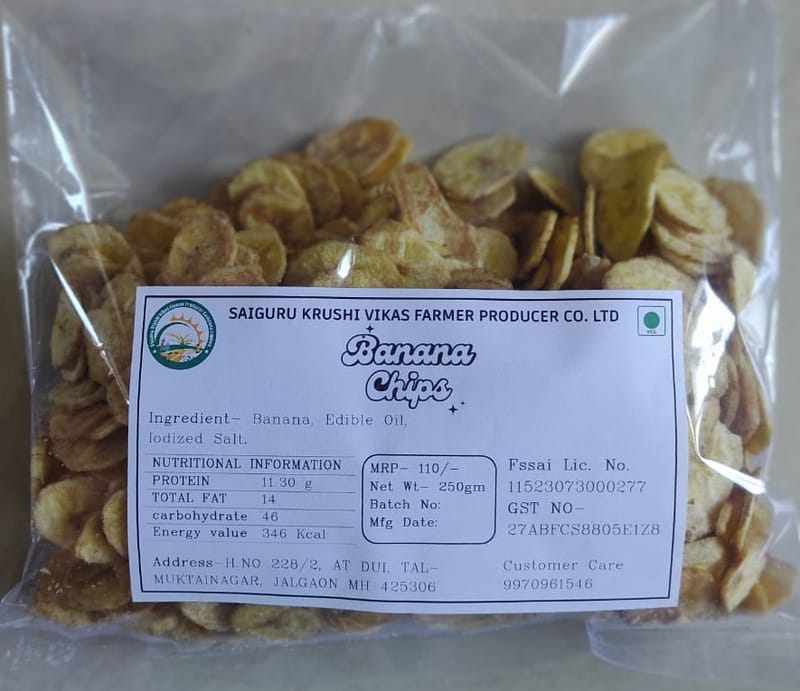 SAIGURU KRUSHI VIKAS FARMER PRODUCER CO. LTD
VEG
Banana
Chips
Ingredient- Banana, Edible Oil,
Iodized Salt.
NUTRITIONAL INFORMATION
PROTEIN 11.30 g
TOTAL FAT 14
carbohydrate 46
Energy value 346 Kcal
MRP- 110/-
Net Wt- 250gm
Batch No:
Mfg Date:
Fssai Lic. No.
11523073000277
GST NO-
27ABFCS8805E1Z8
Address-H.NO 228/2, AT DUI, TAL-
MUKTAINAGAR, JALGAON MH 425306
Customer Care
9970961546